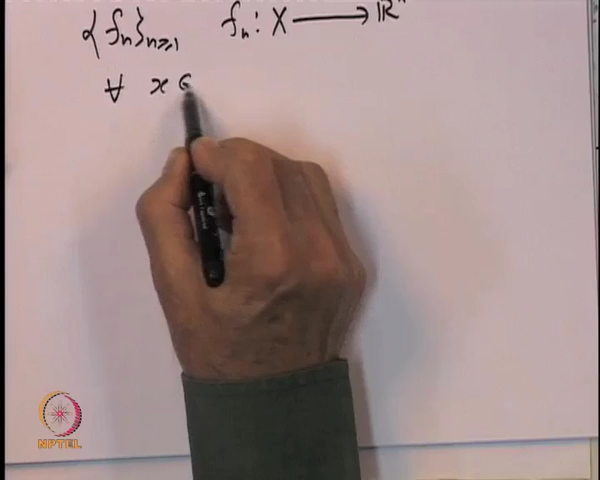 {fn}n≥1 fn : X ⟶ ℝ*
∀ x ∈
NPTEL